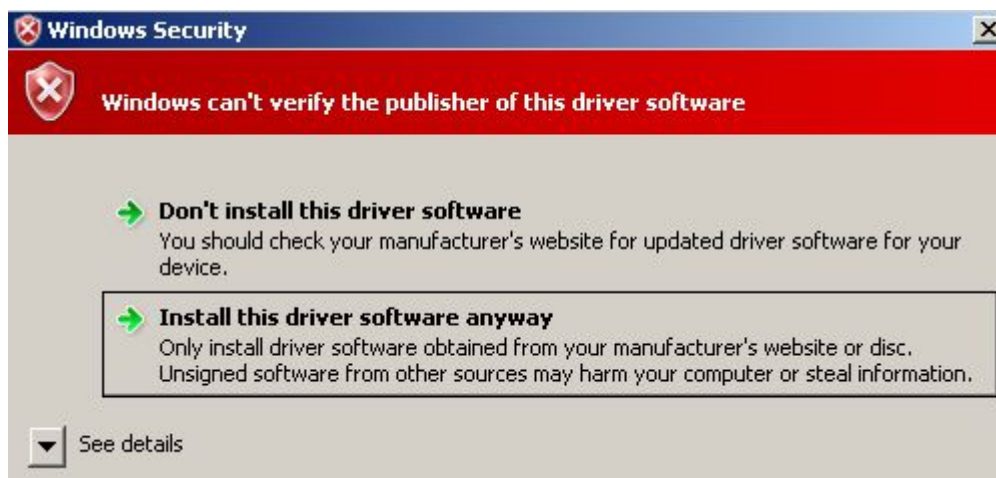 Windows Security
Windows can't verify the publisher of this driver software
Don't install this driver software
You should check your manufacturer's website for updated driver software for your
device.
Install this driver software anyway
Only install driver software obtained from your manufacturer's website or disc.
Unsigned software from other sources may harm your computer or steal information.
See details